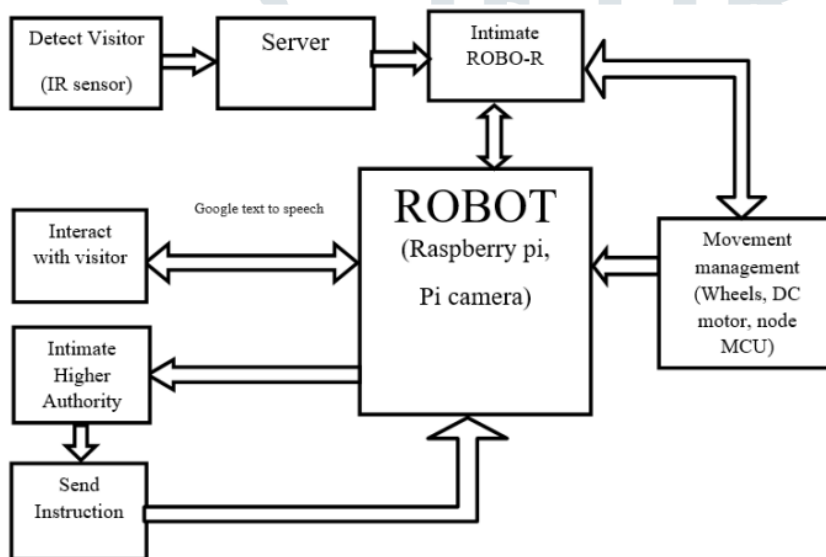 Detect Visitor
(IR sensor)
Server
Intimate
ROBO-R
Google text to speech
Interact
with visitor
ROBOT
(Raspberry pi,
Pi camera)
Movement
management
(Wheels, DC
motor, node
MCU)
Intimate
Higher
Authority
Send
Instruction